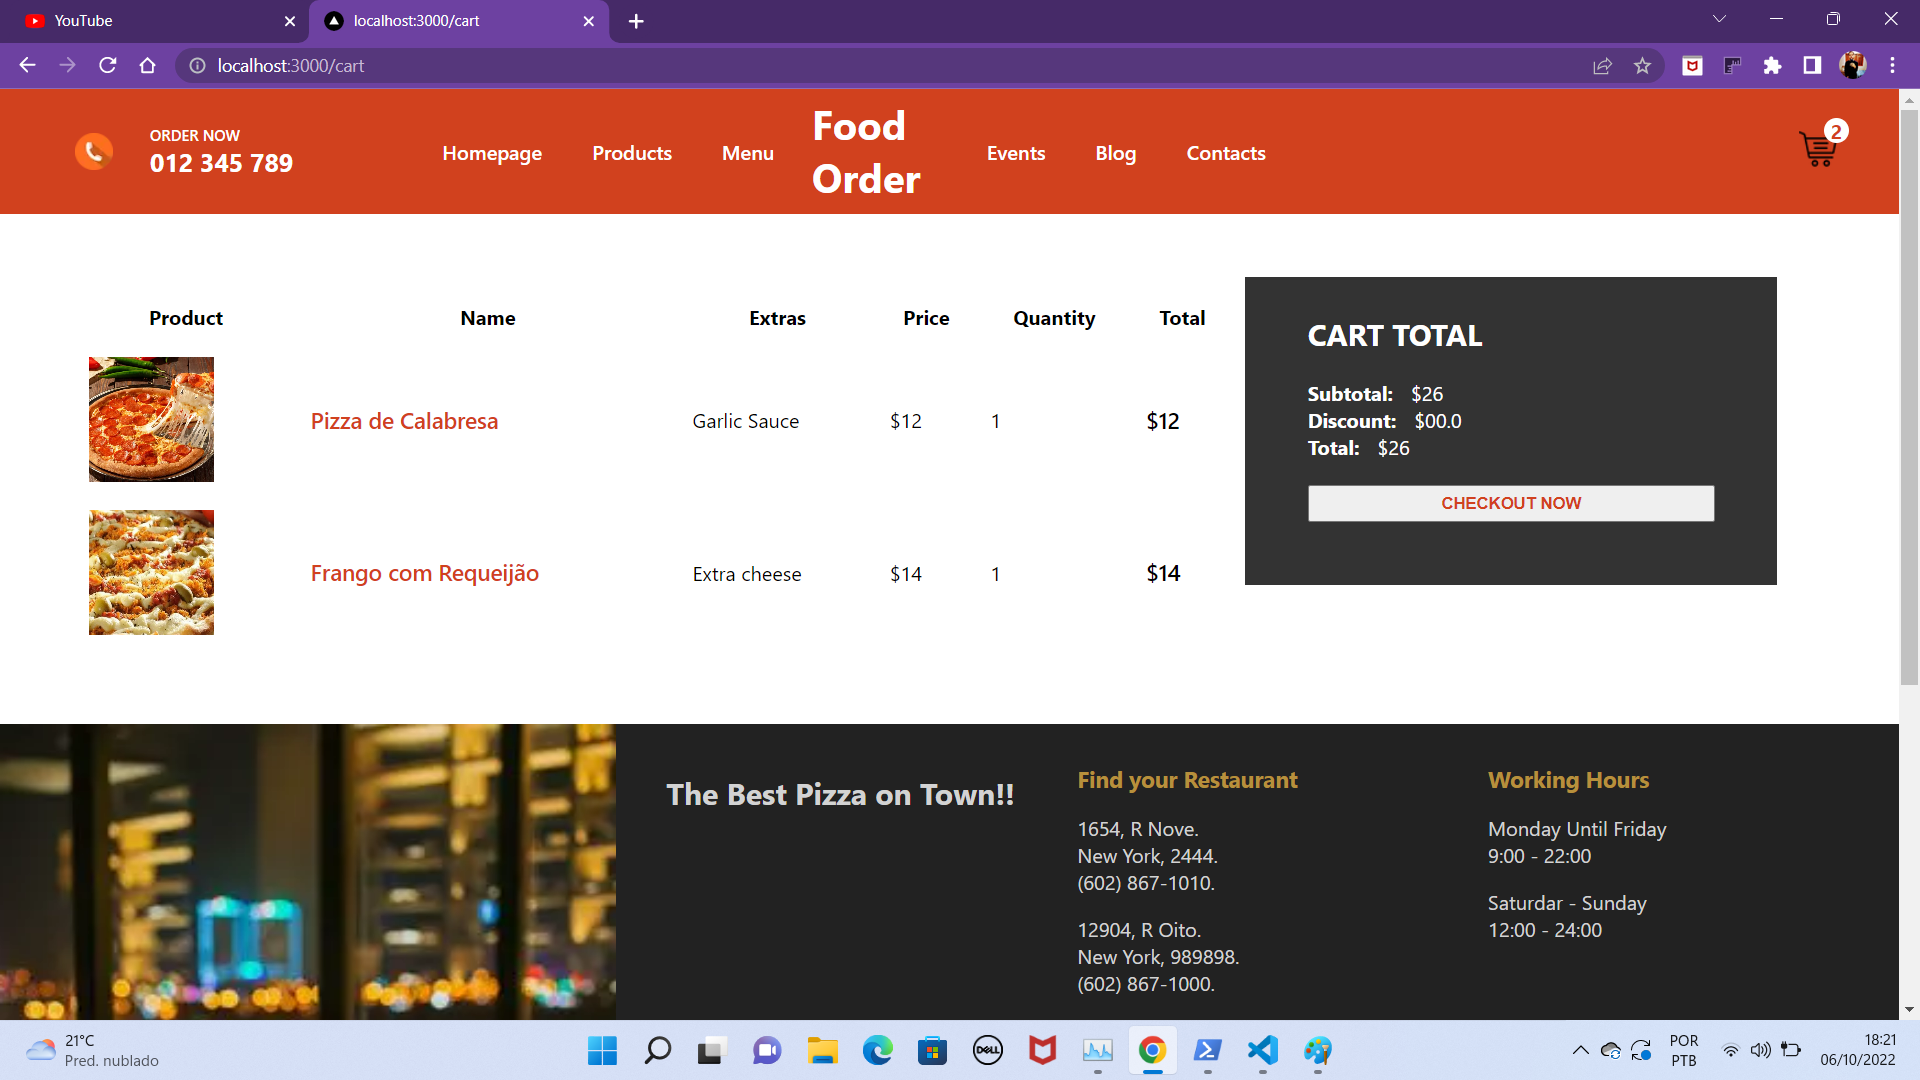 YouTube
localhost:3000/cart
localhost:3000/cart
ORDER NOW
012 345 789
Homepage
Products
Menu
Food
Order
Events
Blog
Contacts
2
Product Name Extras Price Quantity Total
Pizza de Calabresa Garlic Sauce $12 1 $12
Frango com Requeijão Extra cheese $14 1 $14
CART TOTAL
Subtotal: $26
Discount: $00.0
Total: $26
CHECKOUT NOW
The Best Pizza on Town!!
Find your Restaurant
1654, R Nove.
New York, 2444.
(602) 867-1010.
12904, R Oito.
New York, 989898.
(602) 867-1000.
Working Hours
Monday Until Friday
9:00 - 22:00
Saturdar - Sunday
12:00 - 24:00
21°C
Pred. nublado
DELL
POR
PTB
18:21
06/10/2022